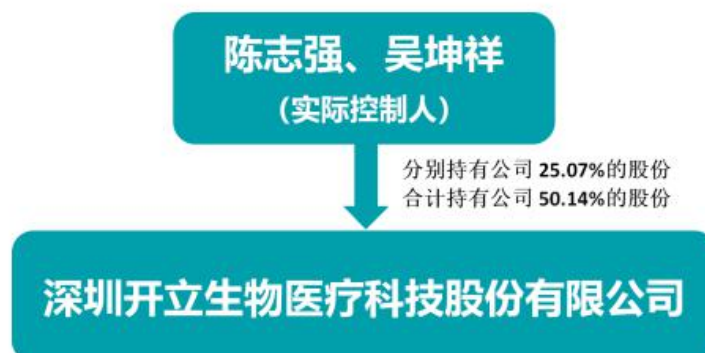 陈志强、吴坤祥
（实际控制人）
分别持有公司 25.07%的股份
合计持有公司 50.14%的股份
深圳开立生物医疗科技股份有限公司